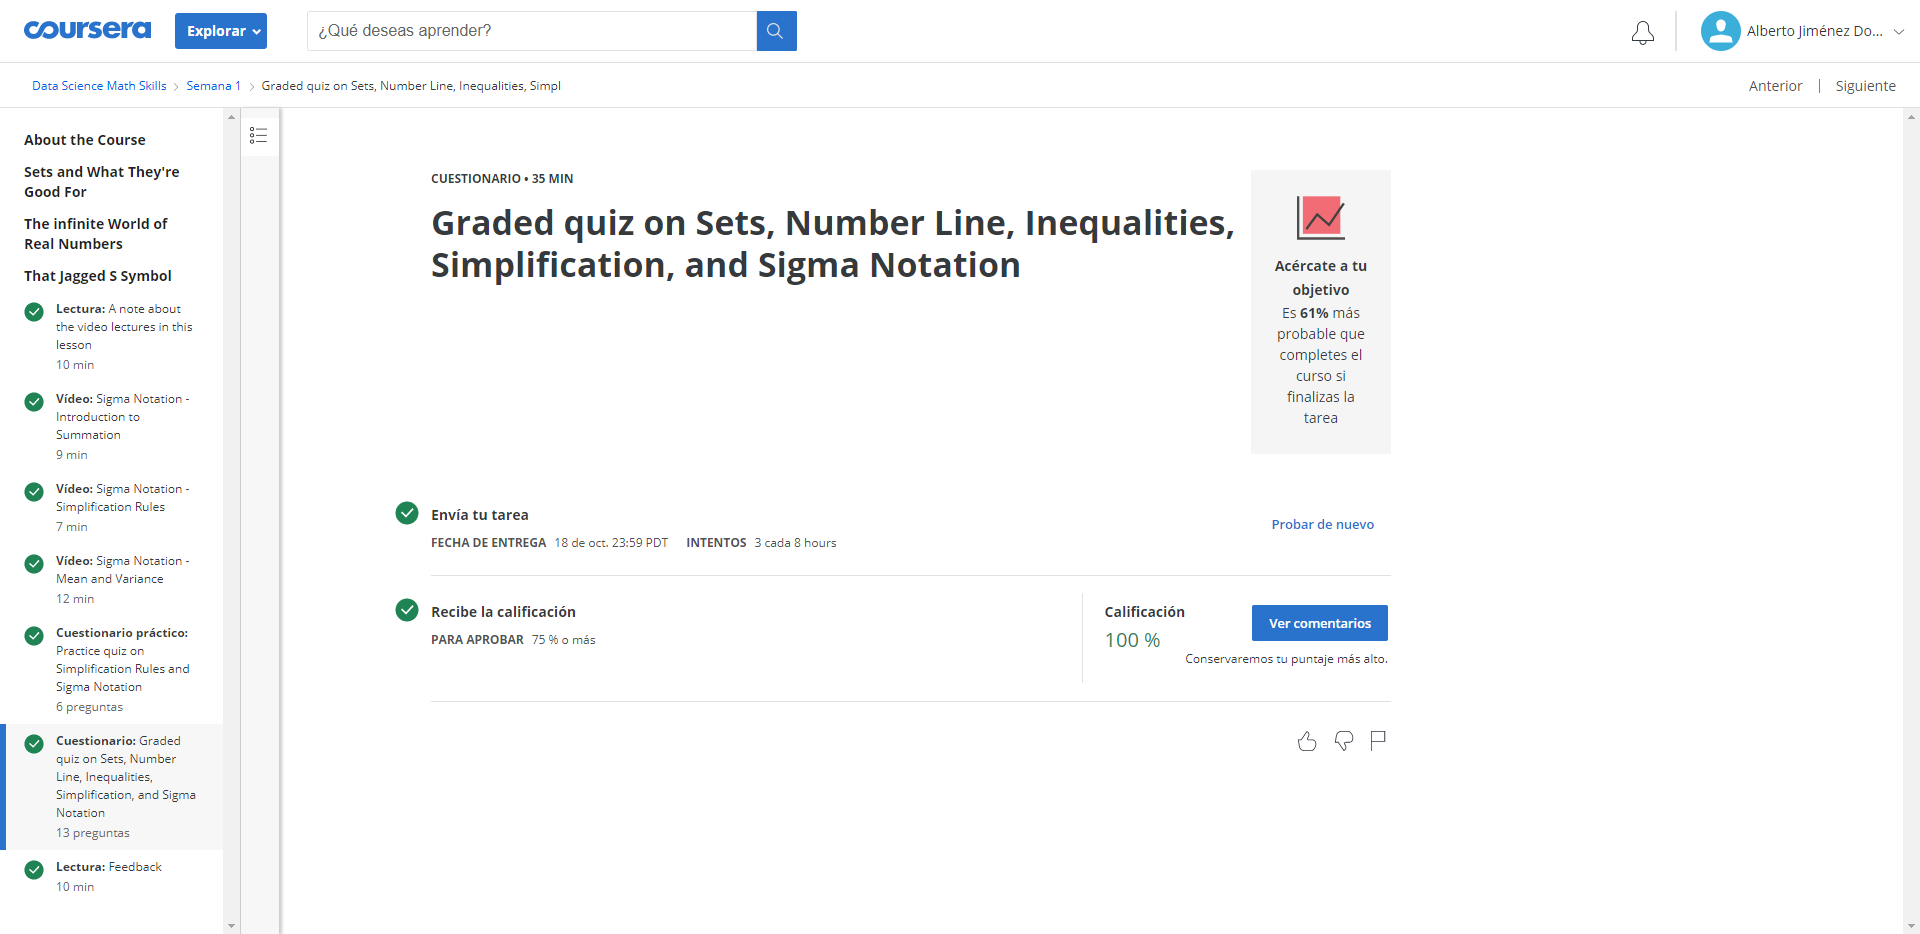 coursera
Explorar
¿Qué deseas aprender?
Alberto Jiménez Do...
Data Science Math Skills
Semana 1
Graded quiz on Sets, Number Line, Inequalities, Simpl
Anterior
Siguiente
About the Course
Sets and What They're
Good For
The infinite World of
Real Numbers
That Jagged S Symbol
Lectura: A note about
the video lectures in this
lesson
10 min
Vídeo: Sigma Notation -
Introduction to
Summation
9 min
Vídeo: Sigma Notation -
Simplification Rules
7 min
Vídeo: Sigma Notation -
Mean and Variance
12 min
Cuestionario práctico:
Practice quiz on
Simplification Rules and
Sigma Notation
6 preguntas
Cuestionario: Graded
quiz on Sets, Number
Line, Inequalities,
Simplification, and Sigma
Notation
13 preguntas
Lectura: Feedback
10 min
CUESTIONARIO • 35 MIN
Graded quiz on Sets, Number Line, Inequalities,
Simplification, and Sigma Notation
Acércate a tu
objetivo
Es 61% más
probable que
completes el
curso si
finalizas la
tarea
Envía tu tarea
FECHA DE ENTREGA 18 de oct. 23:59 PDT INTENTOS 3 cada 8 hours
Probar de nuevo
Recibe la calificación
PARA APROBAR 75 % o más
Calificación
100 %
Ver comentarios
Conservaremos tu puntaje más alto.